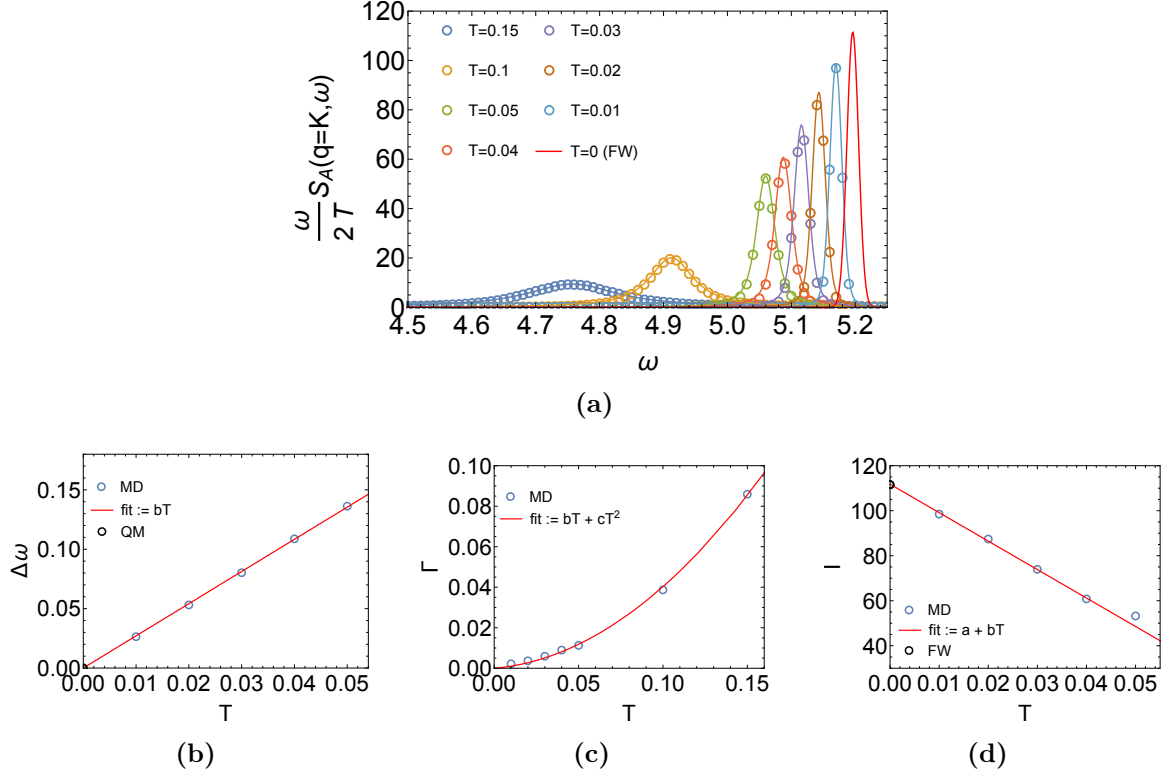 120
100
80
60
40
20
0
ω/2T S_A(q=K,ω)
T=0.15
T=0.03
T=0.1
T=0.02
T=0.05
T=0.01
T=0.04
T=0 (FW)
4.5 4.6 4.7 4.8 4.9 5.0 5.1 5.2
ω
(a)
0.15
0.10
0.05
0.00
Δω
MD
fit := bT
QM
0.00 0.01 0.02 0.03 0.04 0.05
T
(b)
0.10
0.08
0.06
0.04
0.02
0.00
Γ
MD
fit := bT + cT²
0.00 0.05 0.10 0.15
T
(c)
120
100
80
60
40
I
MD
fit := a + bT
FW
0.00 0.01 0.02 0.03 0.04 0.05
T
(d)